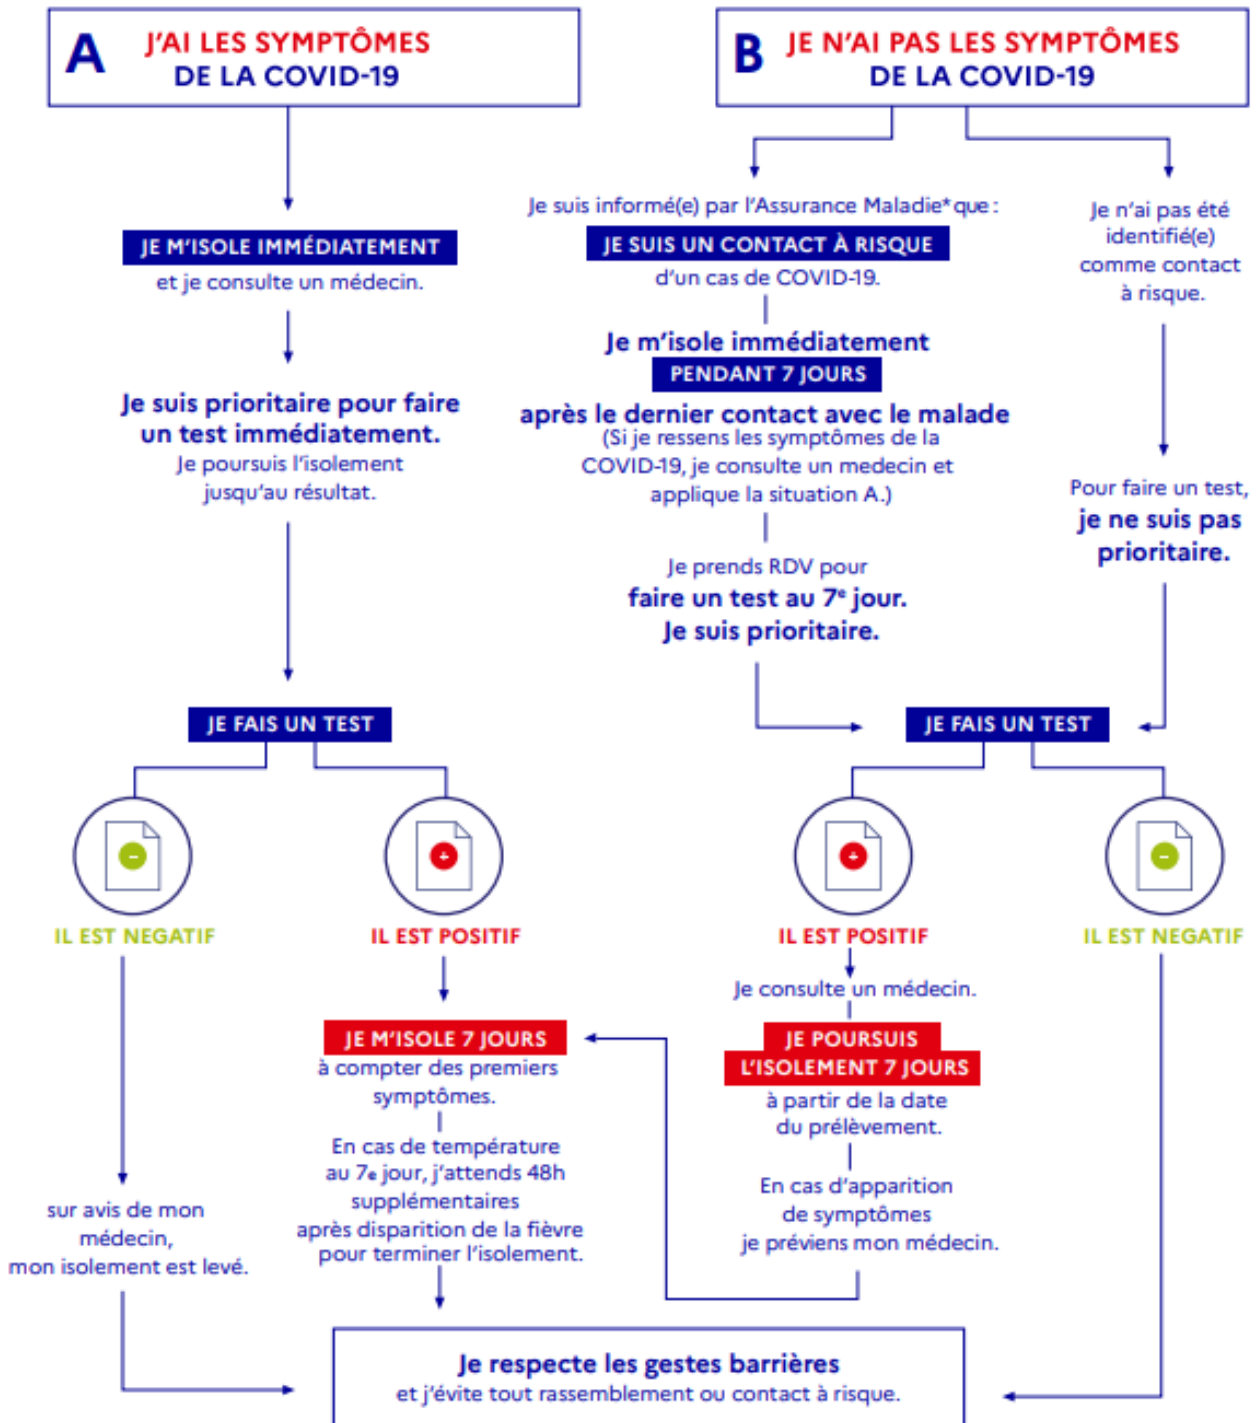 A
J'AI LES SYMPTÔMES
DE LA COVID-19
JE M'ISOLE IMMÉDIATEMENT
et je consulte un médecin.
Je suis prioritaire pour faire
un test immédiatement.
Je poursuis l'isolement
jusqu'au résultat.
JE FAIS UN TEST
-
IL EST NEGATIF
sur avis de mon
médecin,
mon isolement est levé.
+
IL EST POSITIF
JE M'ISOLE 7 JOURS
à compter des premiers
symptômes.
En cas de température
au 7e jour, j'attends 48h
supplémentaires
après disparition de la fièvre
pour terminer l'isolement.
B
JE N'AI PAS LES SYMPTÔMES
DE LA COVID-19
Je suis informé(e) par l'Assurance Maladie* que :
JE SUIS UN CONTACT À RISQUE
d'un cas de COVID-19.
Je m'isole immédiatement
PENDANT 7 JOURS
après le dernier contact avec le malade
(Si je ressens les symptômes de la
COVID-19, je consulte un medecin et
applique la situation A.)
Je prends RDV pour
faire un test au 7e jour.
Je suis prioritaire.
Je n'ai pas été
identifié(e)
comme contact
à risque.
Pour faire un test,
je ne suis pas
prioritaire.
JE FAIS UN TEST
+
IL EST POSITIF
Je consulte un médecin.
JE POURSUIS
L'ISOLEMENT 7 JOURS
à partir de la date
du prélèvement.
En cas d'apparition
de symptômes
je préviens mon médecin.
-
IL EST NEGATIF
Je respecte les gestes barrières
et j'évite tout rassemblement ou contact à risque.